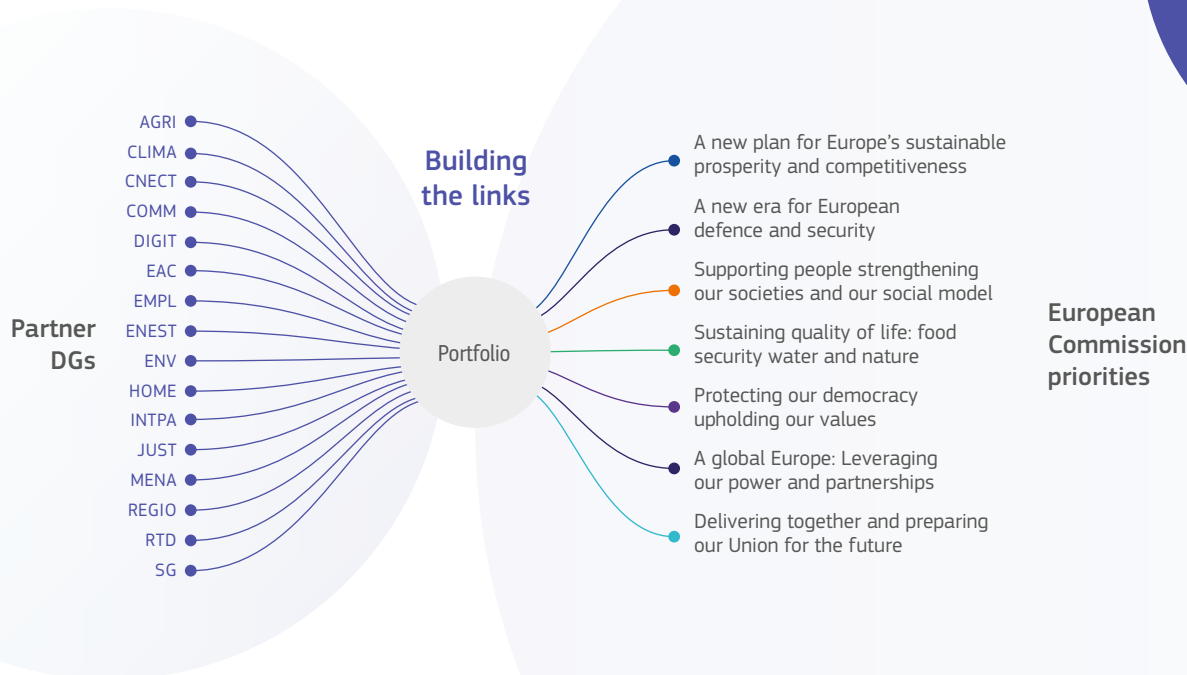 Partner
DGs
AGRI
CLIMA
CNECT
COMM
DIGIT
EAC
EMPL
ENEST
ENV
HOME
INTPA
JUST
MENA
REGIO
RTD
SG
Building
the links
Portfolio
A new plan for Europe’s sustainable
prosperity and competitiveness
A new era for European
defence and security
Supporting people strengthening
our societies and our social model
Sustaining quality of life: food
security water and nature
Protecting our democracy
upholding our values
A global Europe: Leveraging
our power and partnerships
Delivering together and preparing
our Union for the future
European
Commission
priorities